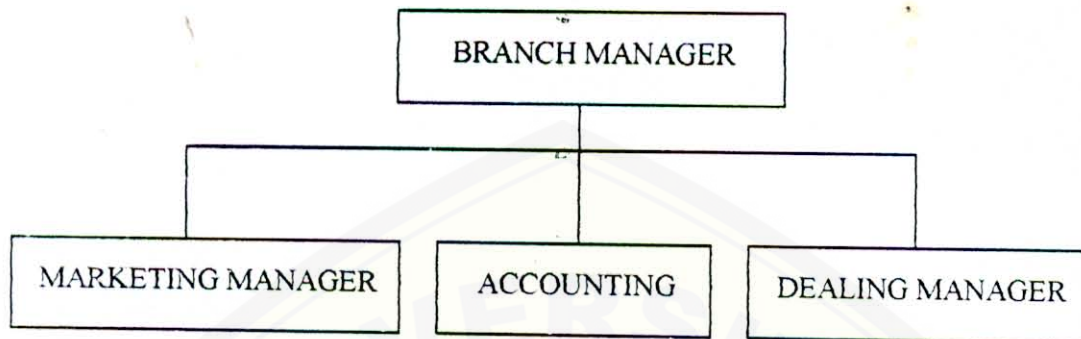 BRANCH MANAGER
MARKETING MANAGER
ACCOUNTING
DEALING MANAGER